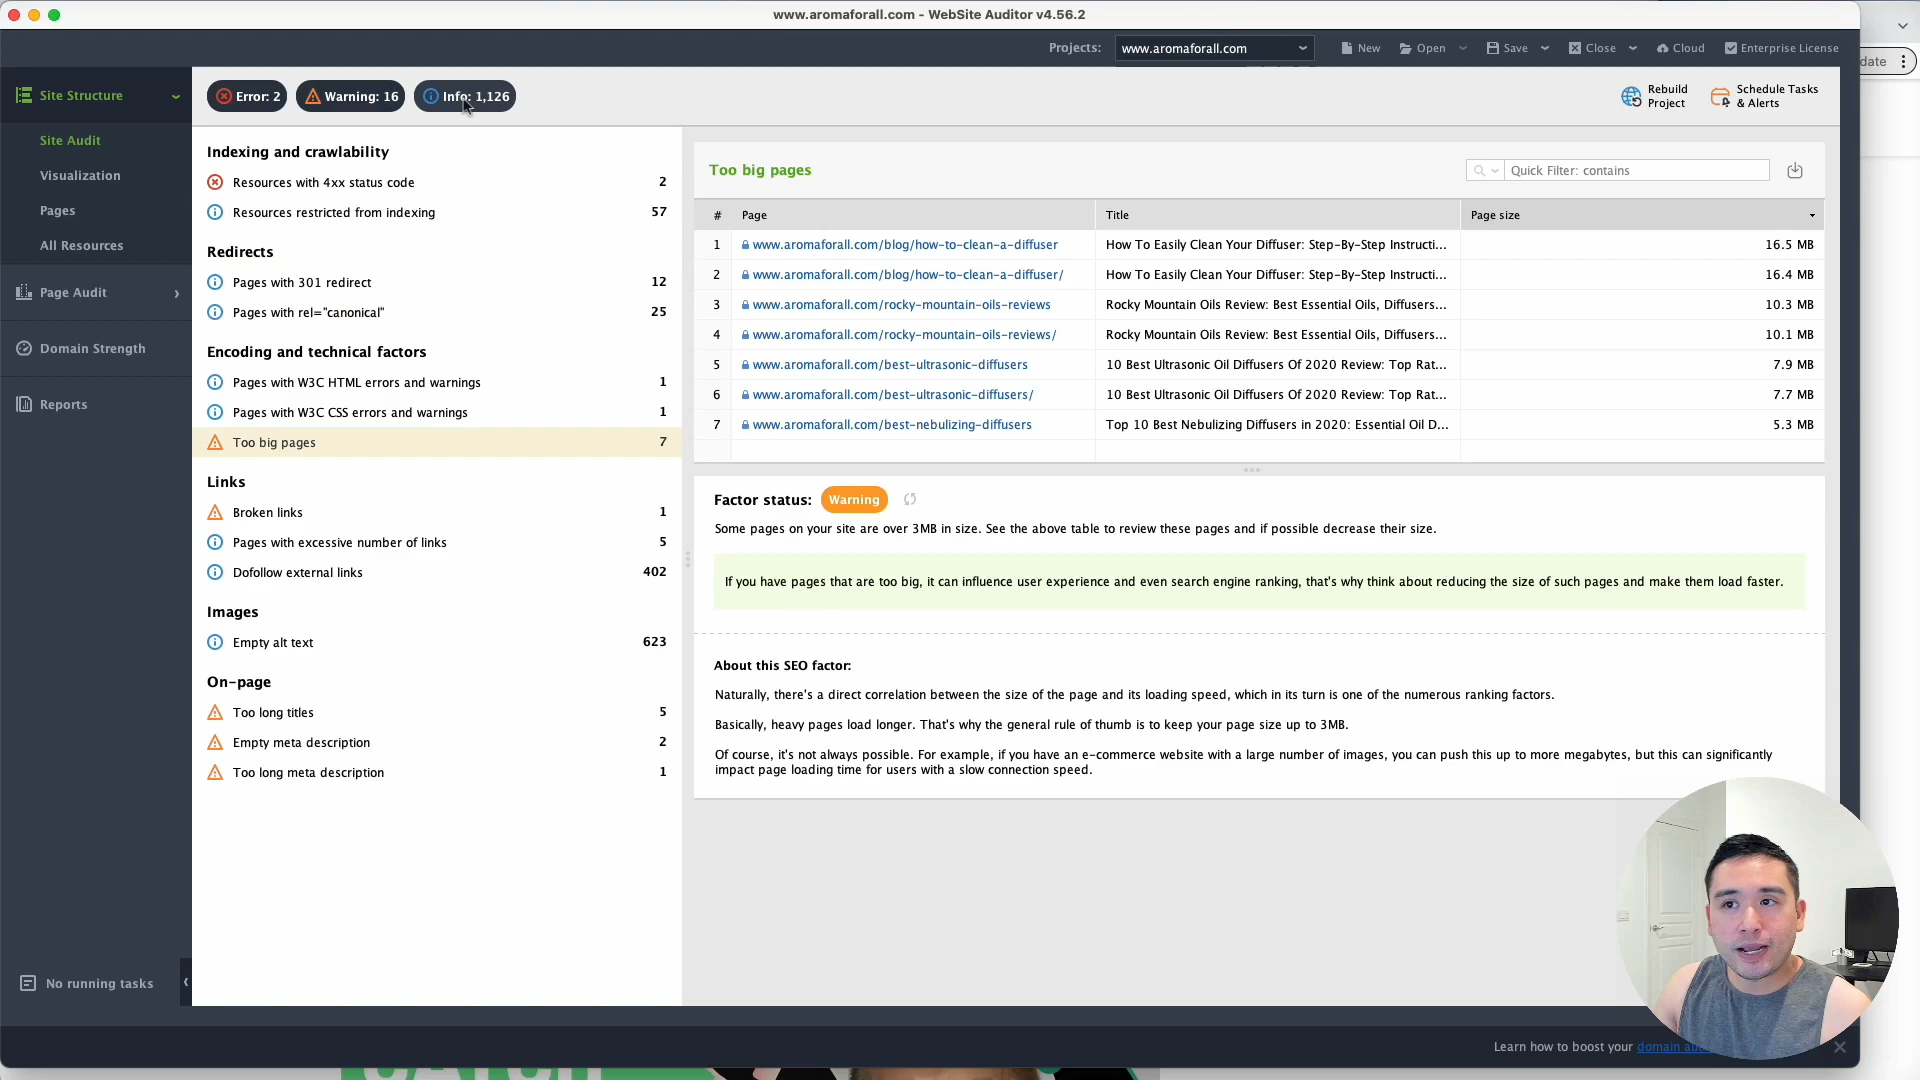 www.aromaforall.com - WebSite Auditor v4.56.2
Projects:
www.aromaforall.com
New
Open
Save
Close
Cloud
Enterprise License
date
Site Structure
Site Audit
Visualization
Pages
All Resources
Page Audit
Domain Strength
Reports
No running tasks
Error: 2
Warning: 16
Info: 1,126
Rebuild
Project
Schedule Tasks
& Alerts
Indexing and crawlability
Resources with 4xx status code 2
Resources restricted from indexing 57
Redirects
Pages with 301 redirect 12
Pages with rel="canonical" 25
Encoding and technical factors
Pages with W3C HTML errors and warnings 1
Pages with W3C CSS errors and warnings 1
Too big pages 7
Links
Broken links 1
Pages with excessive number of links 5
Dofollow external links 402
Images
Empty alt text 623
On-page
Too long titles 5
Empty meta description 2
Too long meta description 1
Too big pages
Quick Filter: contains
# Page Title Page size
1 www.aromaforall.com/blog/how-to-clean-a-diffuser How To Easily Clean Your Diffuser: Step-By-Step Instructi... 16.5 MB
2 www.aromaforall.com/blog/how-to-clean-a-diffuser/ How To Easily Clean Your Diffuser: Step-By-Step Instructi... 16.4 MB
3 www.aromaforall.com/rocky-mountain-oils-reviews Rocky Mountain Oils Review: Best Essential Oils, Diffusers... 10.3 MB
4 www.aromaforall.com/rocky-mountain-oils-reviews/ Rocky Mountain Oils Review: Best Essential Oils, Diffusers... 10.1 MB
5 www.aromaforall.com/best-ultrasonic-diffusers 10 Best Ultrasonic Oil Diffusers Of 2020 Review: Top Rat... 7.9 MB
6 www.aromaforall.com/best-ultrasonic-diffusers/ 10 Best Ultrasonic Oil Diffusers Of 2020 Review: Top Rat... 7.7 MB
7 www.aromaforall.com/best-nebulizing-diffusers Top 10 Best Nebulizing Diffusers in 2020: Essential Oil D... 5.3 MB
Factor status: Warning
Some pages on your site are over 3MB in size. See the above table to review these pages and if possible decrease their size.
If you have pages that are too big, it can influence user experience and even search engine ranking, that's why think about reducing the size of such pages and make them load faster.
About this SEO factor:
Naturally, there's a direct correlation between the size of the page and its loading speed, which in its turn is one of the numerous ranking factors.
Basically, heavy pages load longer. That's why the general rule of thumb is to keep your page size up to 3MB.
Of course, it's not always possible. For example, if you have an e-commerce website with a large number of images, you can push this up to more megabytes, but this can significantly
impact page loading time for users with a slow connection speed.
Learn how to boost your domain